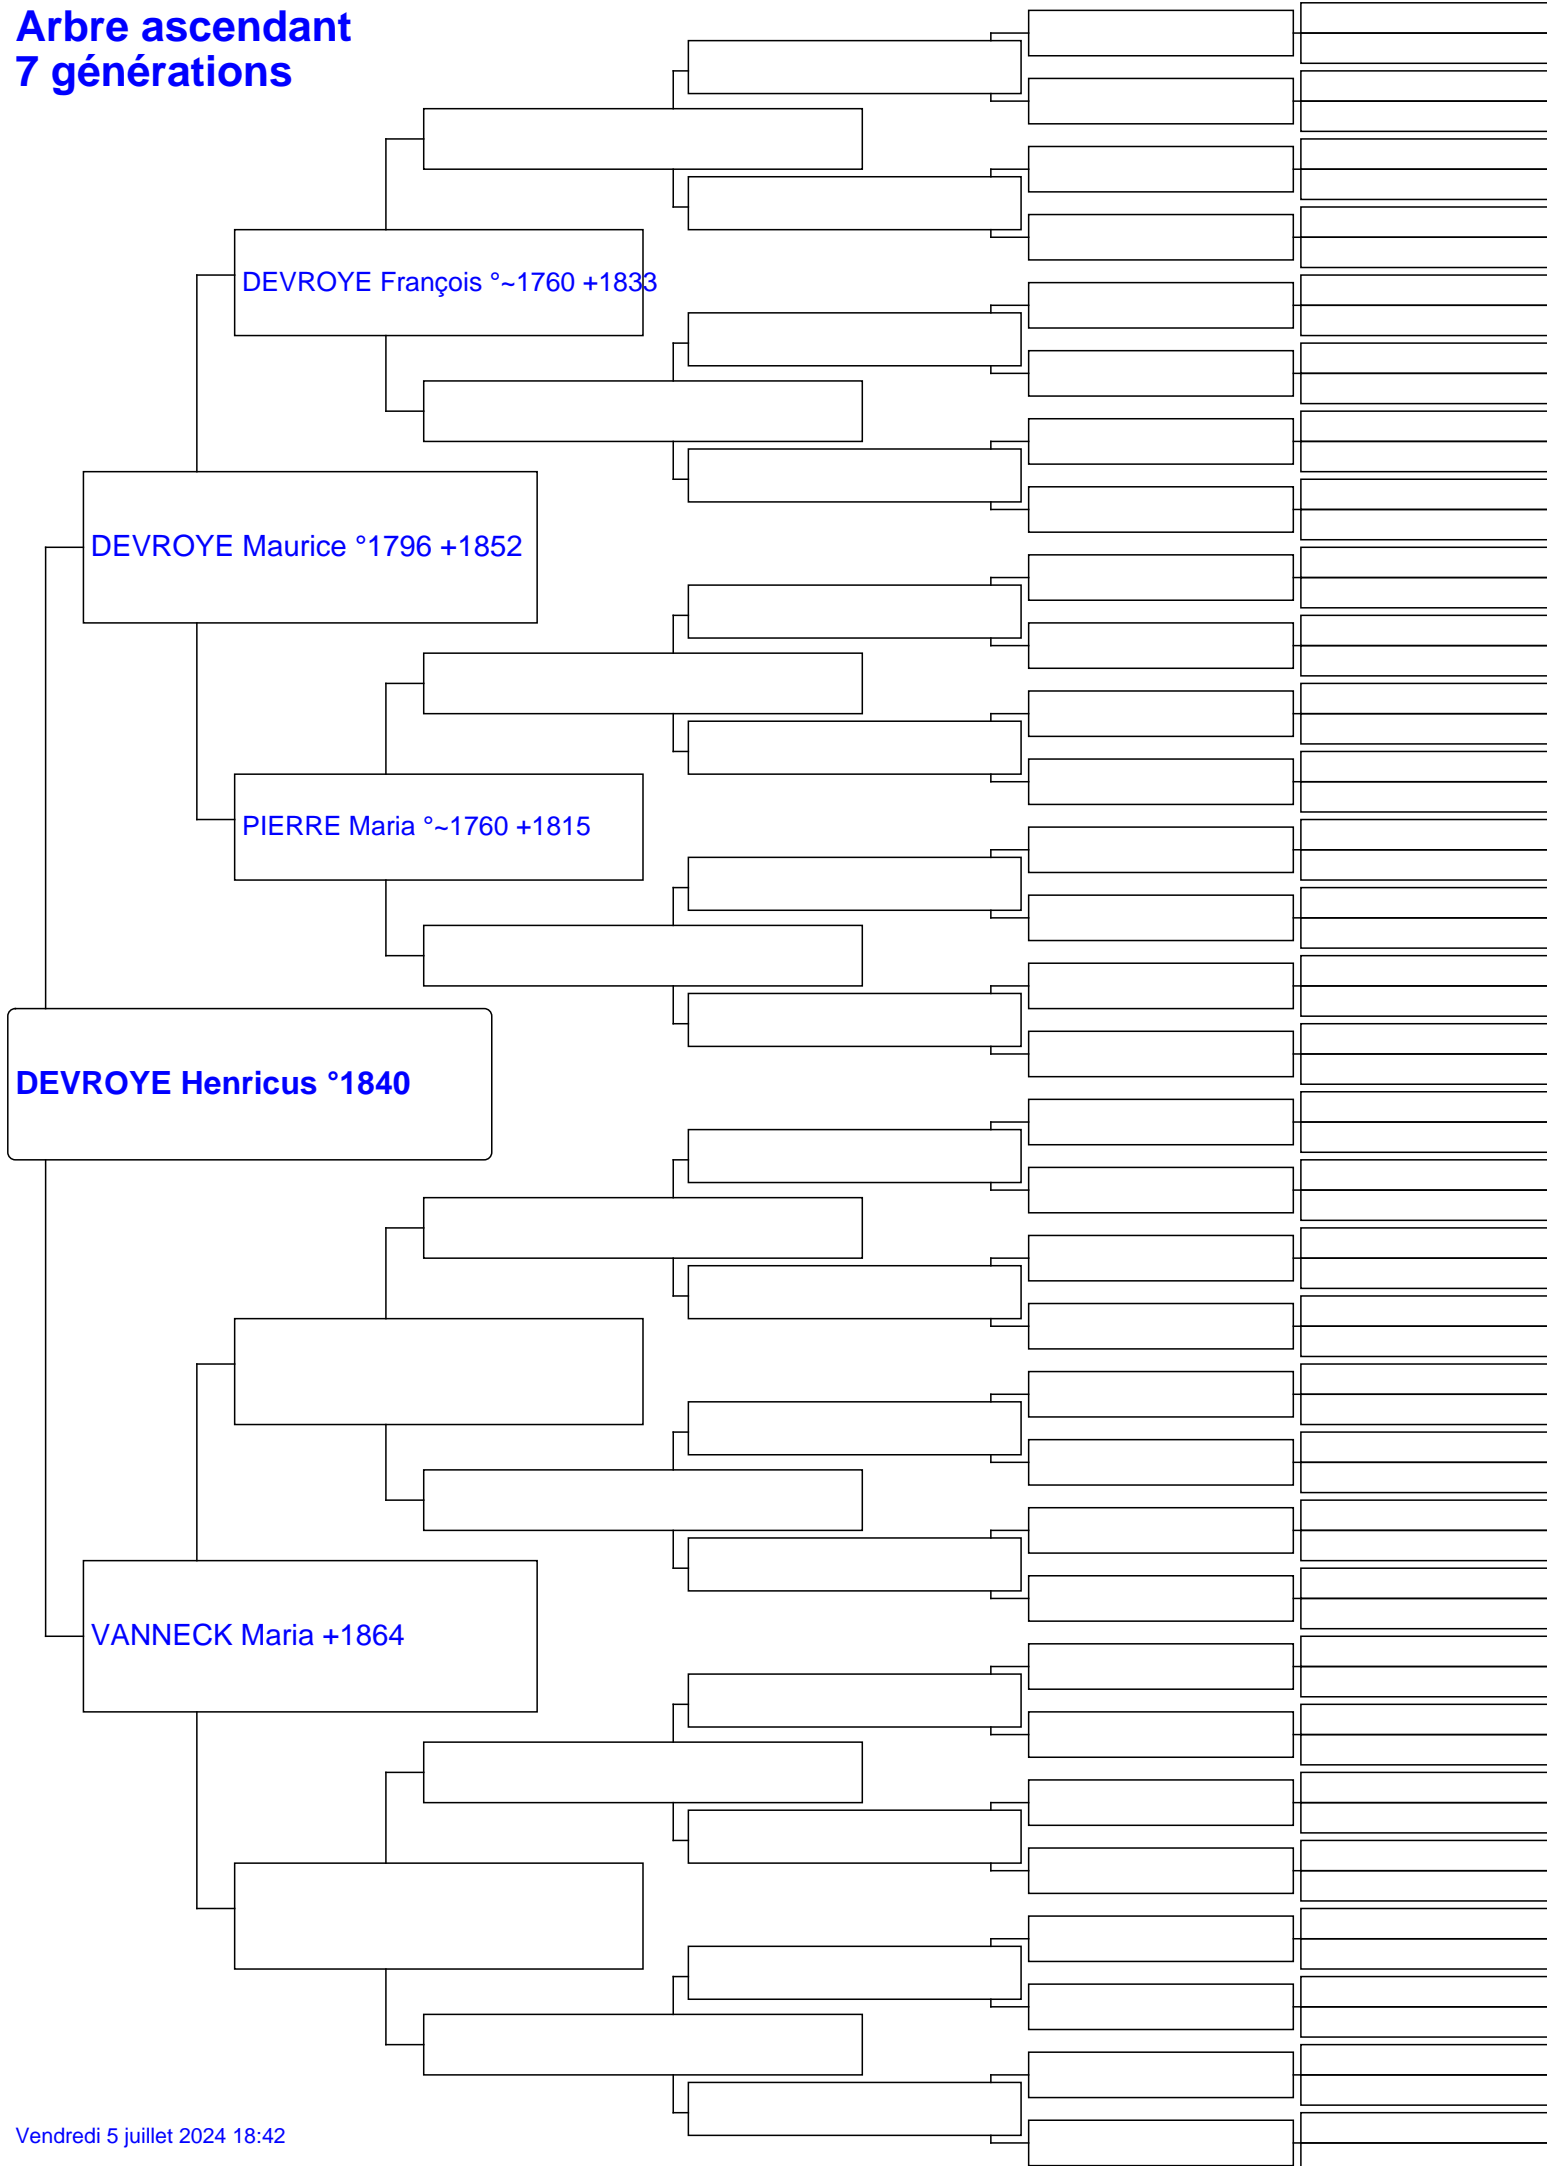 Arbre ascendant
7 générations
DEVROYE François °~1760 +1833
DEVROYE Maurice °1796 +1852
PIERRE Maria °~1760 +1815
DEVROYE Henricus °1840
VANNECK Maria +1864
Vendredi 5 juillet 2024 18:42